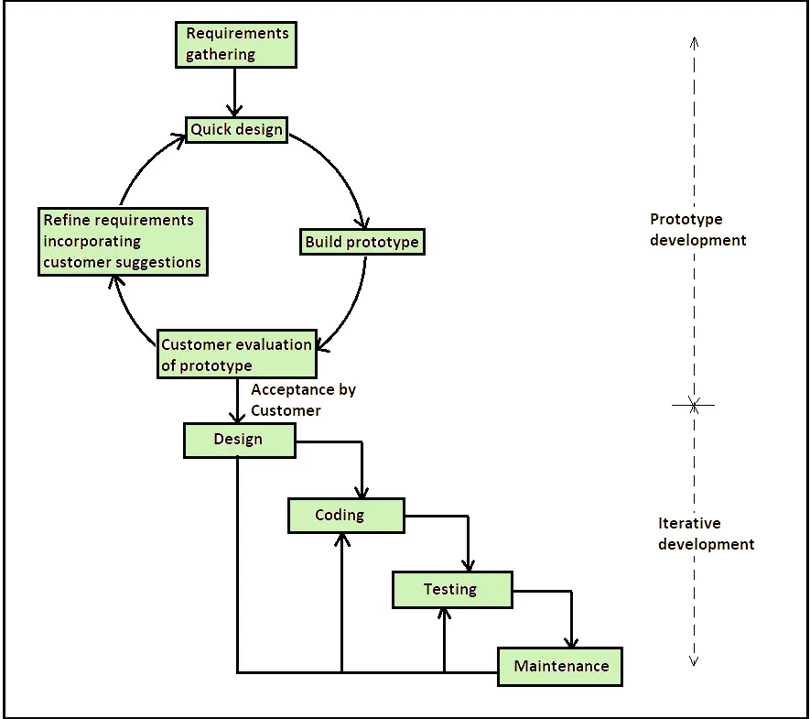 Requirements
gathering
Quick design
Refine requirements
incorporating
customer suggestions
Build prototype
Customer evaluation
of prototype
Acceptance by
Customer
Design
Coding
Testing
Maintenance
Prototype
development
Iterative
development